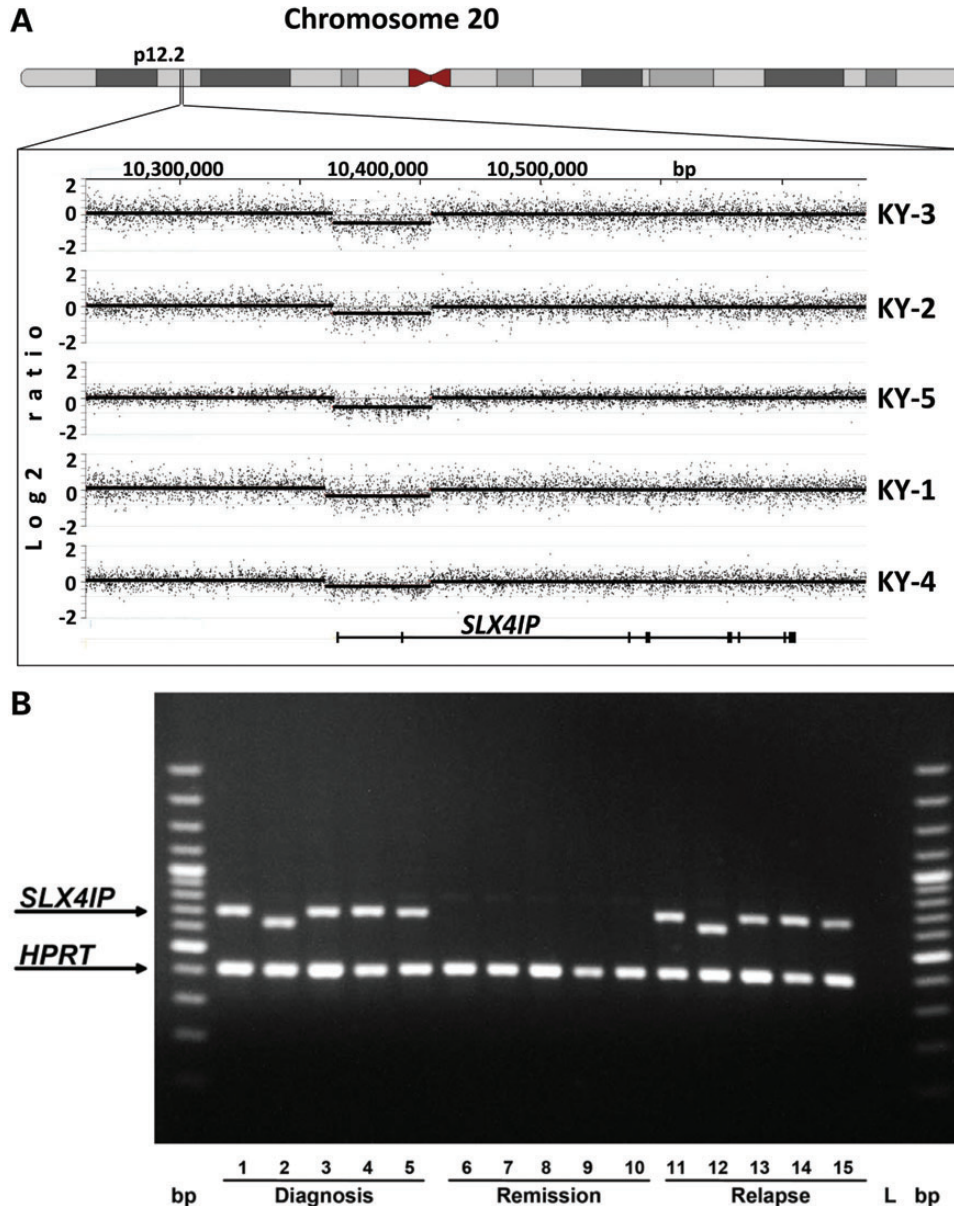 A
Chromosome 20
p12.2
10,300,000 10,400,000 10,500,000 bp
2
0
-2
KY-3
2
0
-2
KY-2
2
0
-2
KY-5
2
0
-2
KY-1
2
0
-2
KY-4
Log2 ratio
SLX4IP
B
SLX4IP
HPRT
1 2 3 4 5 6 7 8 9 10 11 12 13 14 15
bp Diagnosis Remission Relapse L bp